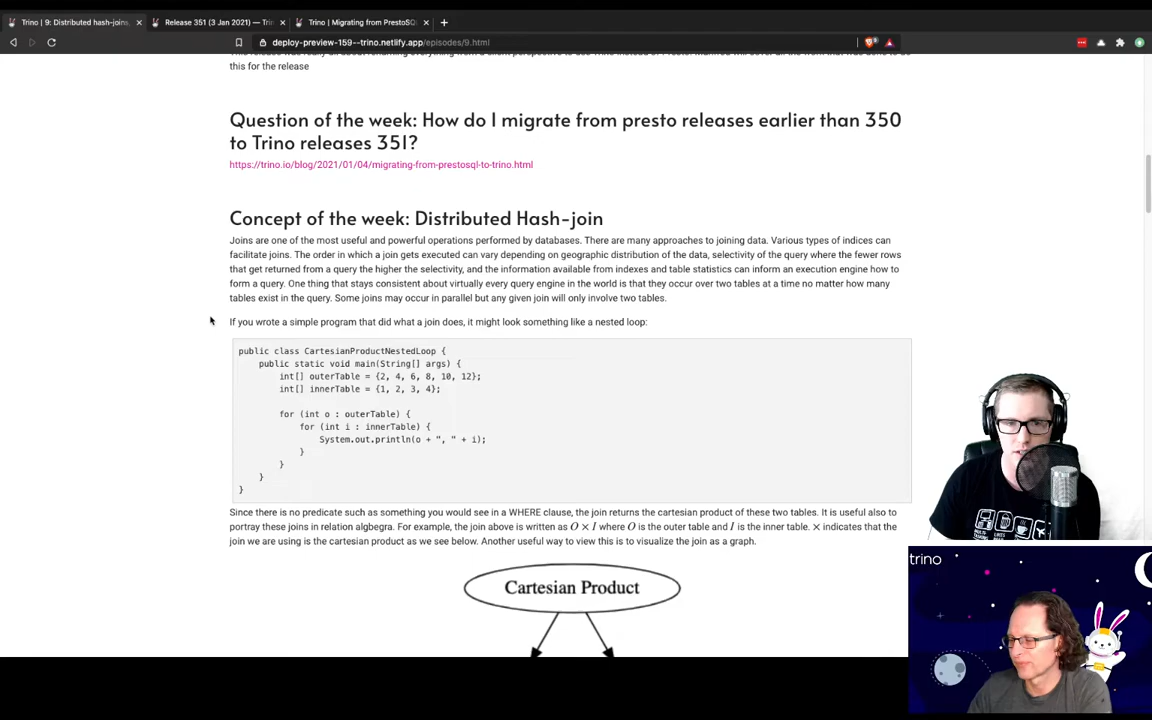 Trino | 9: Distributed hash-joins,
Release 351 (3 Jan 2021) — Tri
Trino | Migrating from PrestoSQ
deploy-preview-159--trino.netlify.app/episodes/9.html
this for the release
Question of the week: How do I migrate from presto releases earlier than 350
to Trino releases 351?
https://trino.io/blog/2021/01/04/migrating-from-prestosql-to-trino.html
Concept of the week: Distributed Hash-join
Joins are one of the most useful and powerful operations performed by databases. There are many approaches to joining data. Various types of indices can
facilitate joins. The order in which a join gets executed can vary depending on geographic distribution of the data, selectivity of the query where the fewer rows
that get returned from a query the higher the selectivity, and the information available from indexes and table statistics can inform an execution engine how to
form a query. One thing that stays consistent about virtually every query engine in the world is that they occur over two tables at a time no matter how many
tables exist in the query. Some joins may occur in parallel but any given join will only involve two tables.
If you wrote a simple program that did what a join does, it might look something like a nested loop:
public class CartesianProductNestedLoop {
public static void main(String[] args) {
int[] outerTable = {2, 4, 6, 8, 10, 12};
int[] innerTable = {1, 2, 3, 4};
for (int o : outerTable) {
for (int i : innerTable) {
System.out.println(o + ", " + i);
}
}
}
}
Since there is no predicate such as something you would see in a WHERE clause, the join returns the cartesian product of these two tables. It is useful also to
portray these joins in relation algbegra. For example, the join above is written as O × I where O is the outer table and I is the inner table. × indicates that the
join we are using is the cartesian product as we see below. Another useful way to view this is to visualize the join as a graph.
Cartesian Product
trino